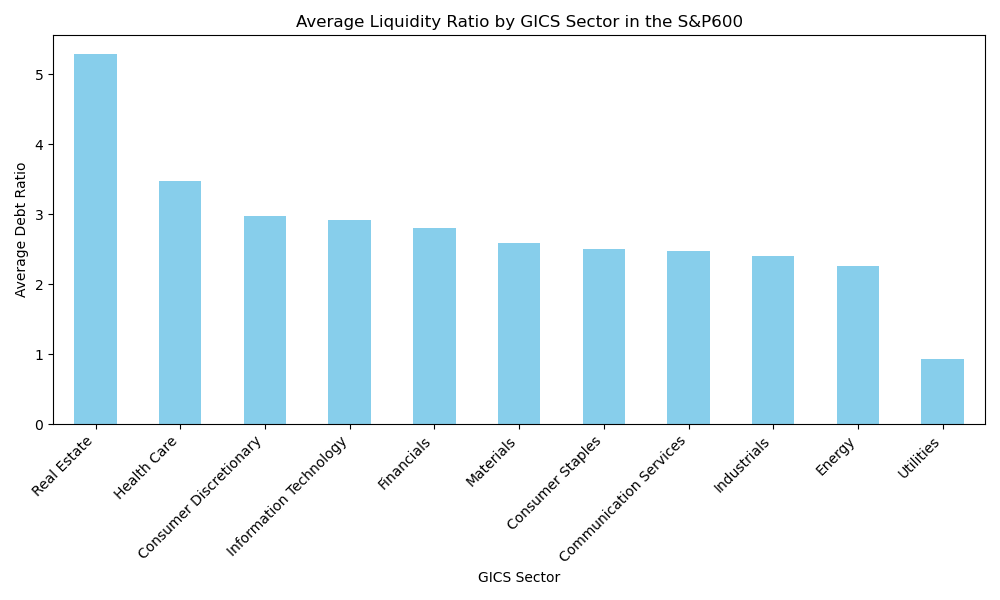 Average Liquidity Ratio by GICS Sector in the S&P600
Average Debt Ratio
5
4
3
2
1
0
Real Estate
Health Care
Consumer Discretionary
Information Technology
Financials
Materials
Consumer Staples
Communication Services
Industrials
Energy
Utilities
GICS Sector